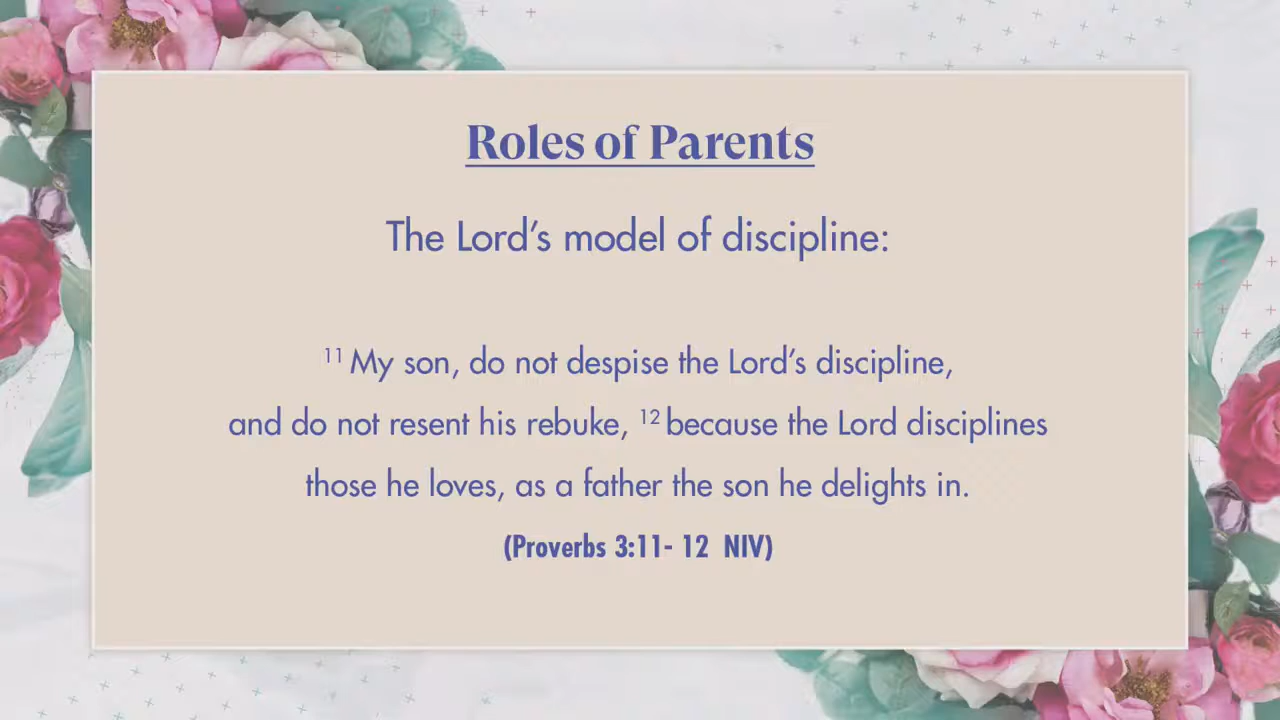 Roles of Parents
The Lord’s model of discipline:
11 My son, do not despise the Lord’s discipline,
and do not resent his rebuke, 12 because the Lord disciplines
those he loves, as a father the son he delights in.
(Proverbs 3:11- 12 NIV)